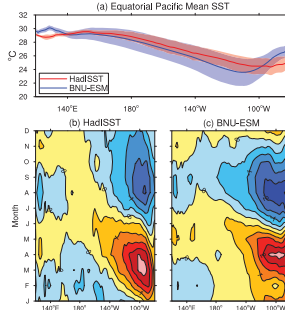 (a) Equatorial Pacific Mean SST
32
30
28
26
24
22
20
°C
HadISST
BNU-ESM
140°E 180° 140°W 100°W
(b) HadISST (c) BNU-ESM
D
N
O
S
A
J
J
M
A
M
F
J
Month
D
N
O
S
A
J
J
M
A
M
F
J
140°E 180° 140°W 100°W 140°E 180° 140°W 100°W